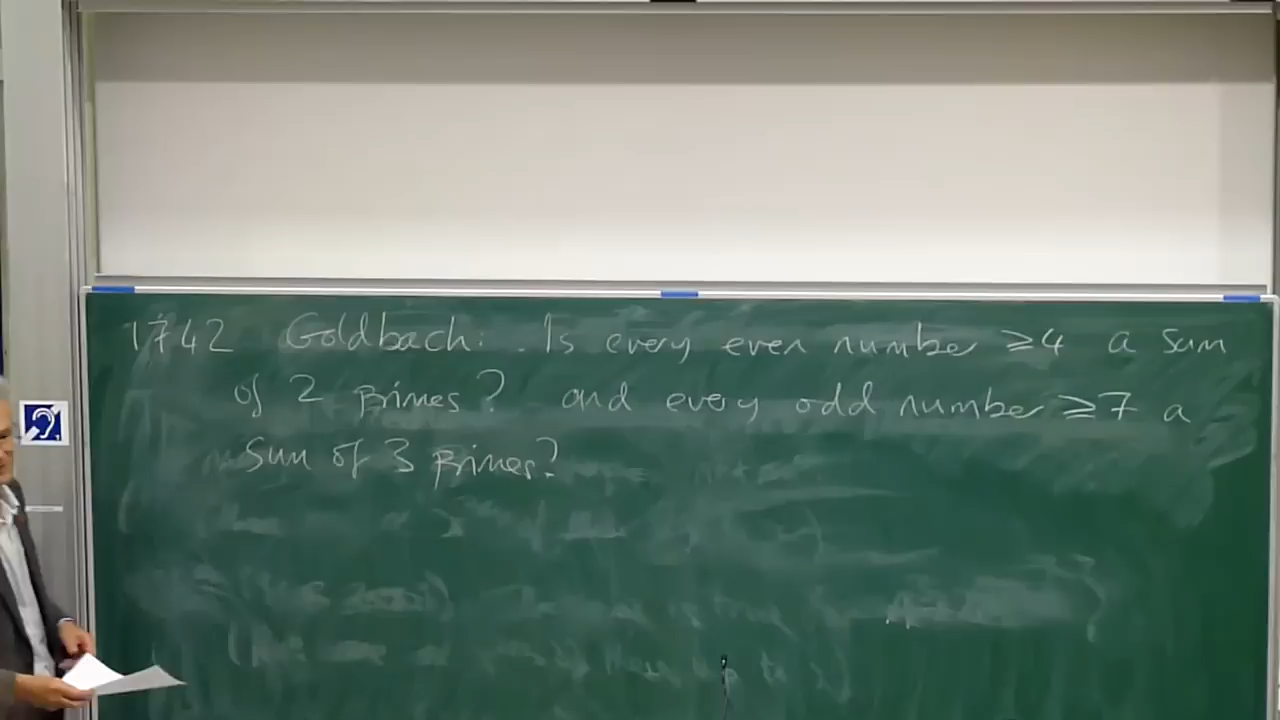 1742 Goldbach: Is every even number ≥4 a sum
of 2 primes? and every odd number ≥7 a
sum of 3 primes?